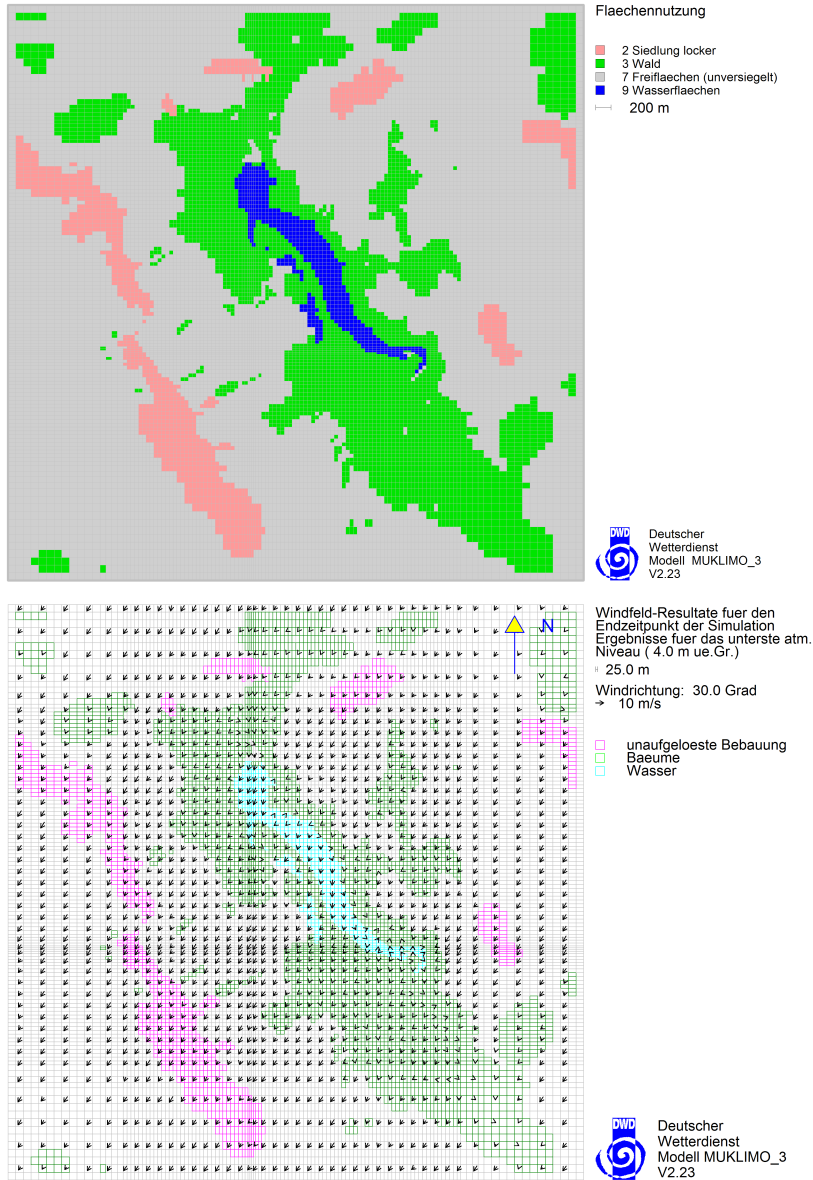 Flaechennutzung
2 Siedlung locker
3 Wald
7 Freiflaechen (unversiegelt)
9 Wasserflaechen
200 m
DWD
Deutscher
Wetterdienst
Modell MUKLIMO_3
V2.23
N
Windfeld-Resultate fuer den
Endzeitpunkt der Simulation
Ergebnisse fuer das unterste atm.
Niveau ( 4.0 m ue.Gr.)
25.0 m
Windrichtung: 30.0 Grad
10 m/s
unaufgeloeste Bebauung
Baeume
Wasser
DWD
Deutscher
Wetterdienst
Modell MUKLIMO_3
V2.23